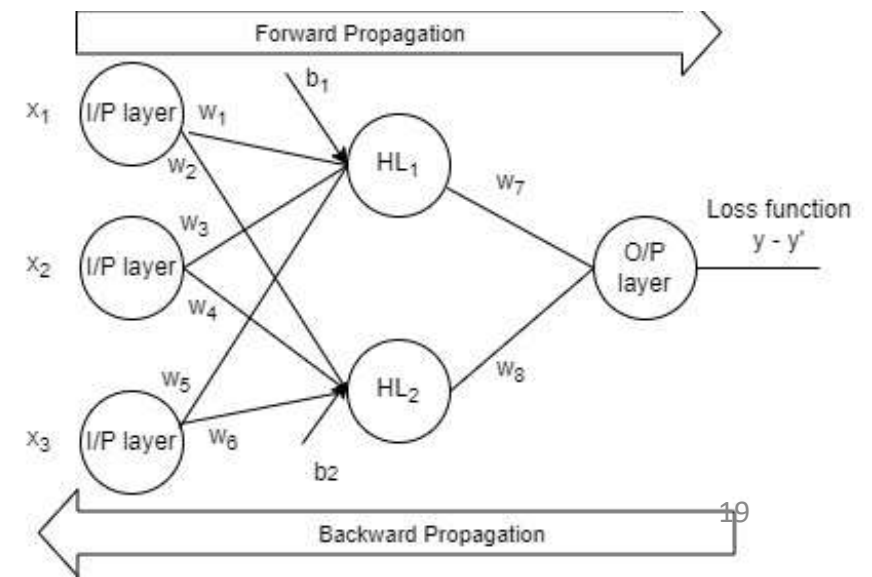 Forward Propagation
b1
x1
I/P layer
w1
w2
HL1
w7
w3
Loss function
y - y'
x2
I/P layer
O/P
layer
w4
w5
HL2
w8
x3
I/P layer
w6
b2
19
Backward Propagation